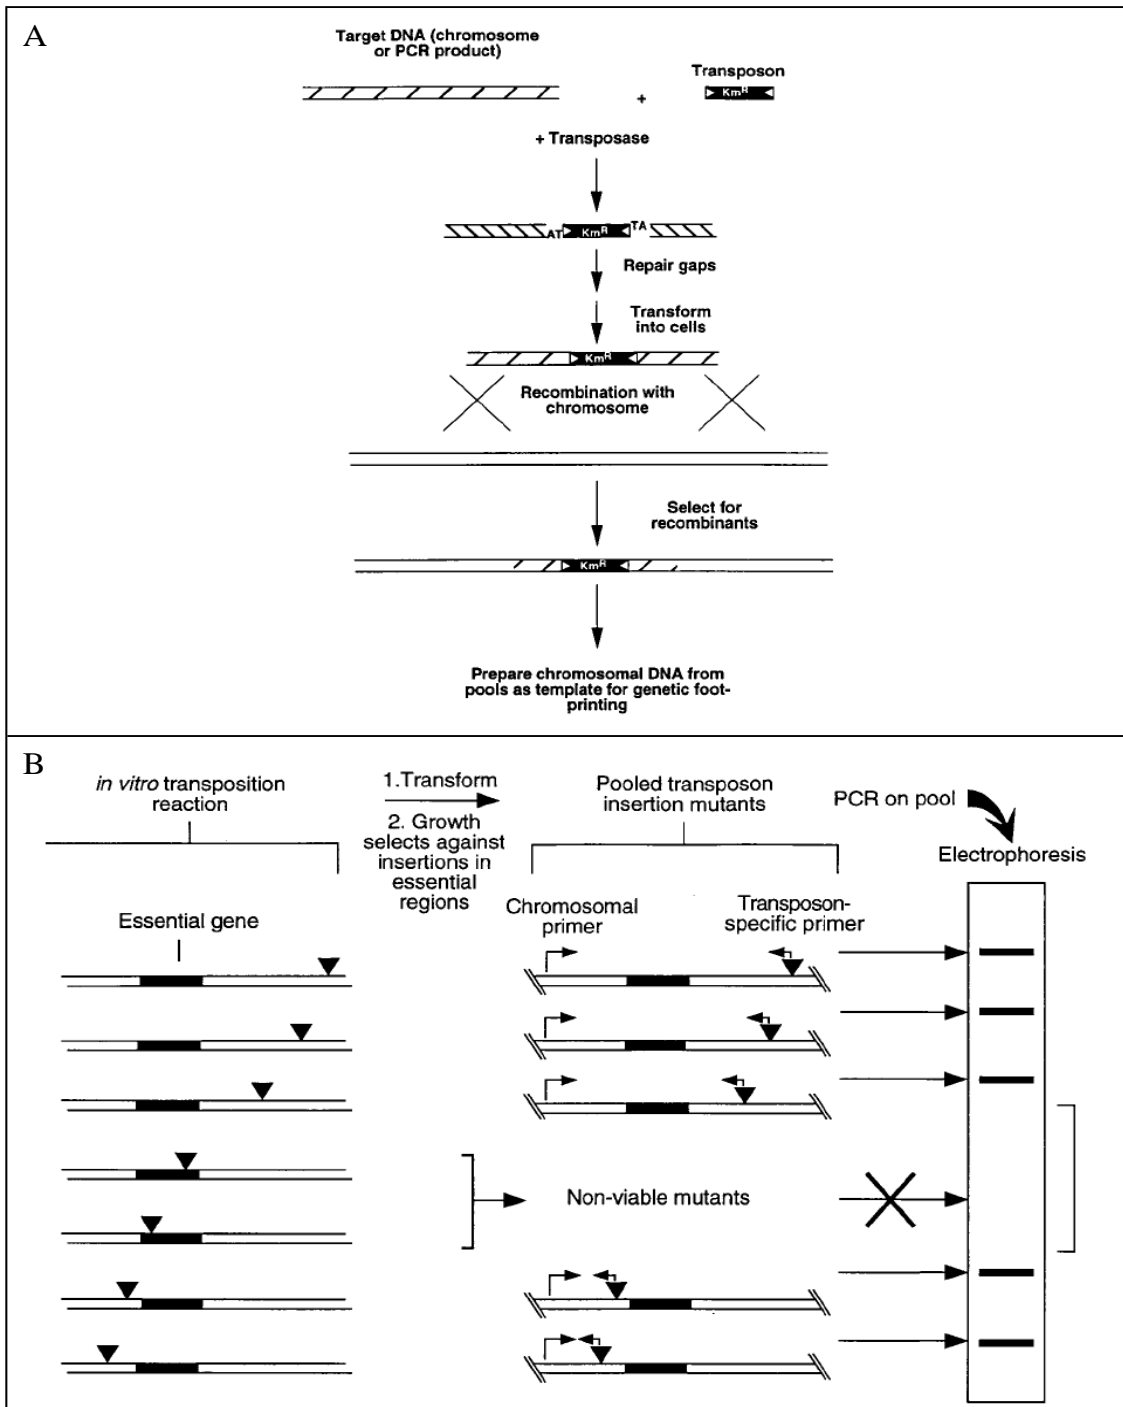 A
Target DNA (chromosome
or PCR product)
Transposon
+
KmR
+ Transposase
AT
KmR
TA
Repair gaps
Transform
into cells
KmR
Recombination with
chromosome
Select for
recombinants
KmR
Prepare chromosomal DNA from
pools as template for genetic foot-
printing
B
in vitro transposition
reaction
1.Transform
2. Growth
selects against
insertions in
essential
regions
Pooled transposon
insertion mutants
PCR on pool
Electrophoresis
Essential gene
Chromosomal
primer
Transposon-
specific primer
Non-viable mutants